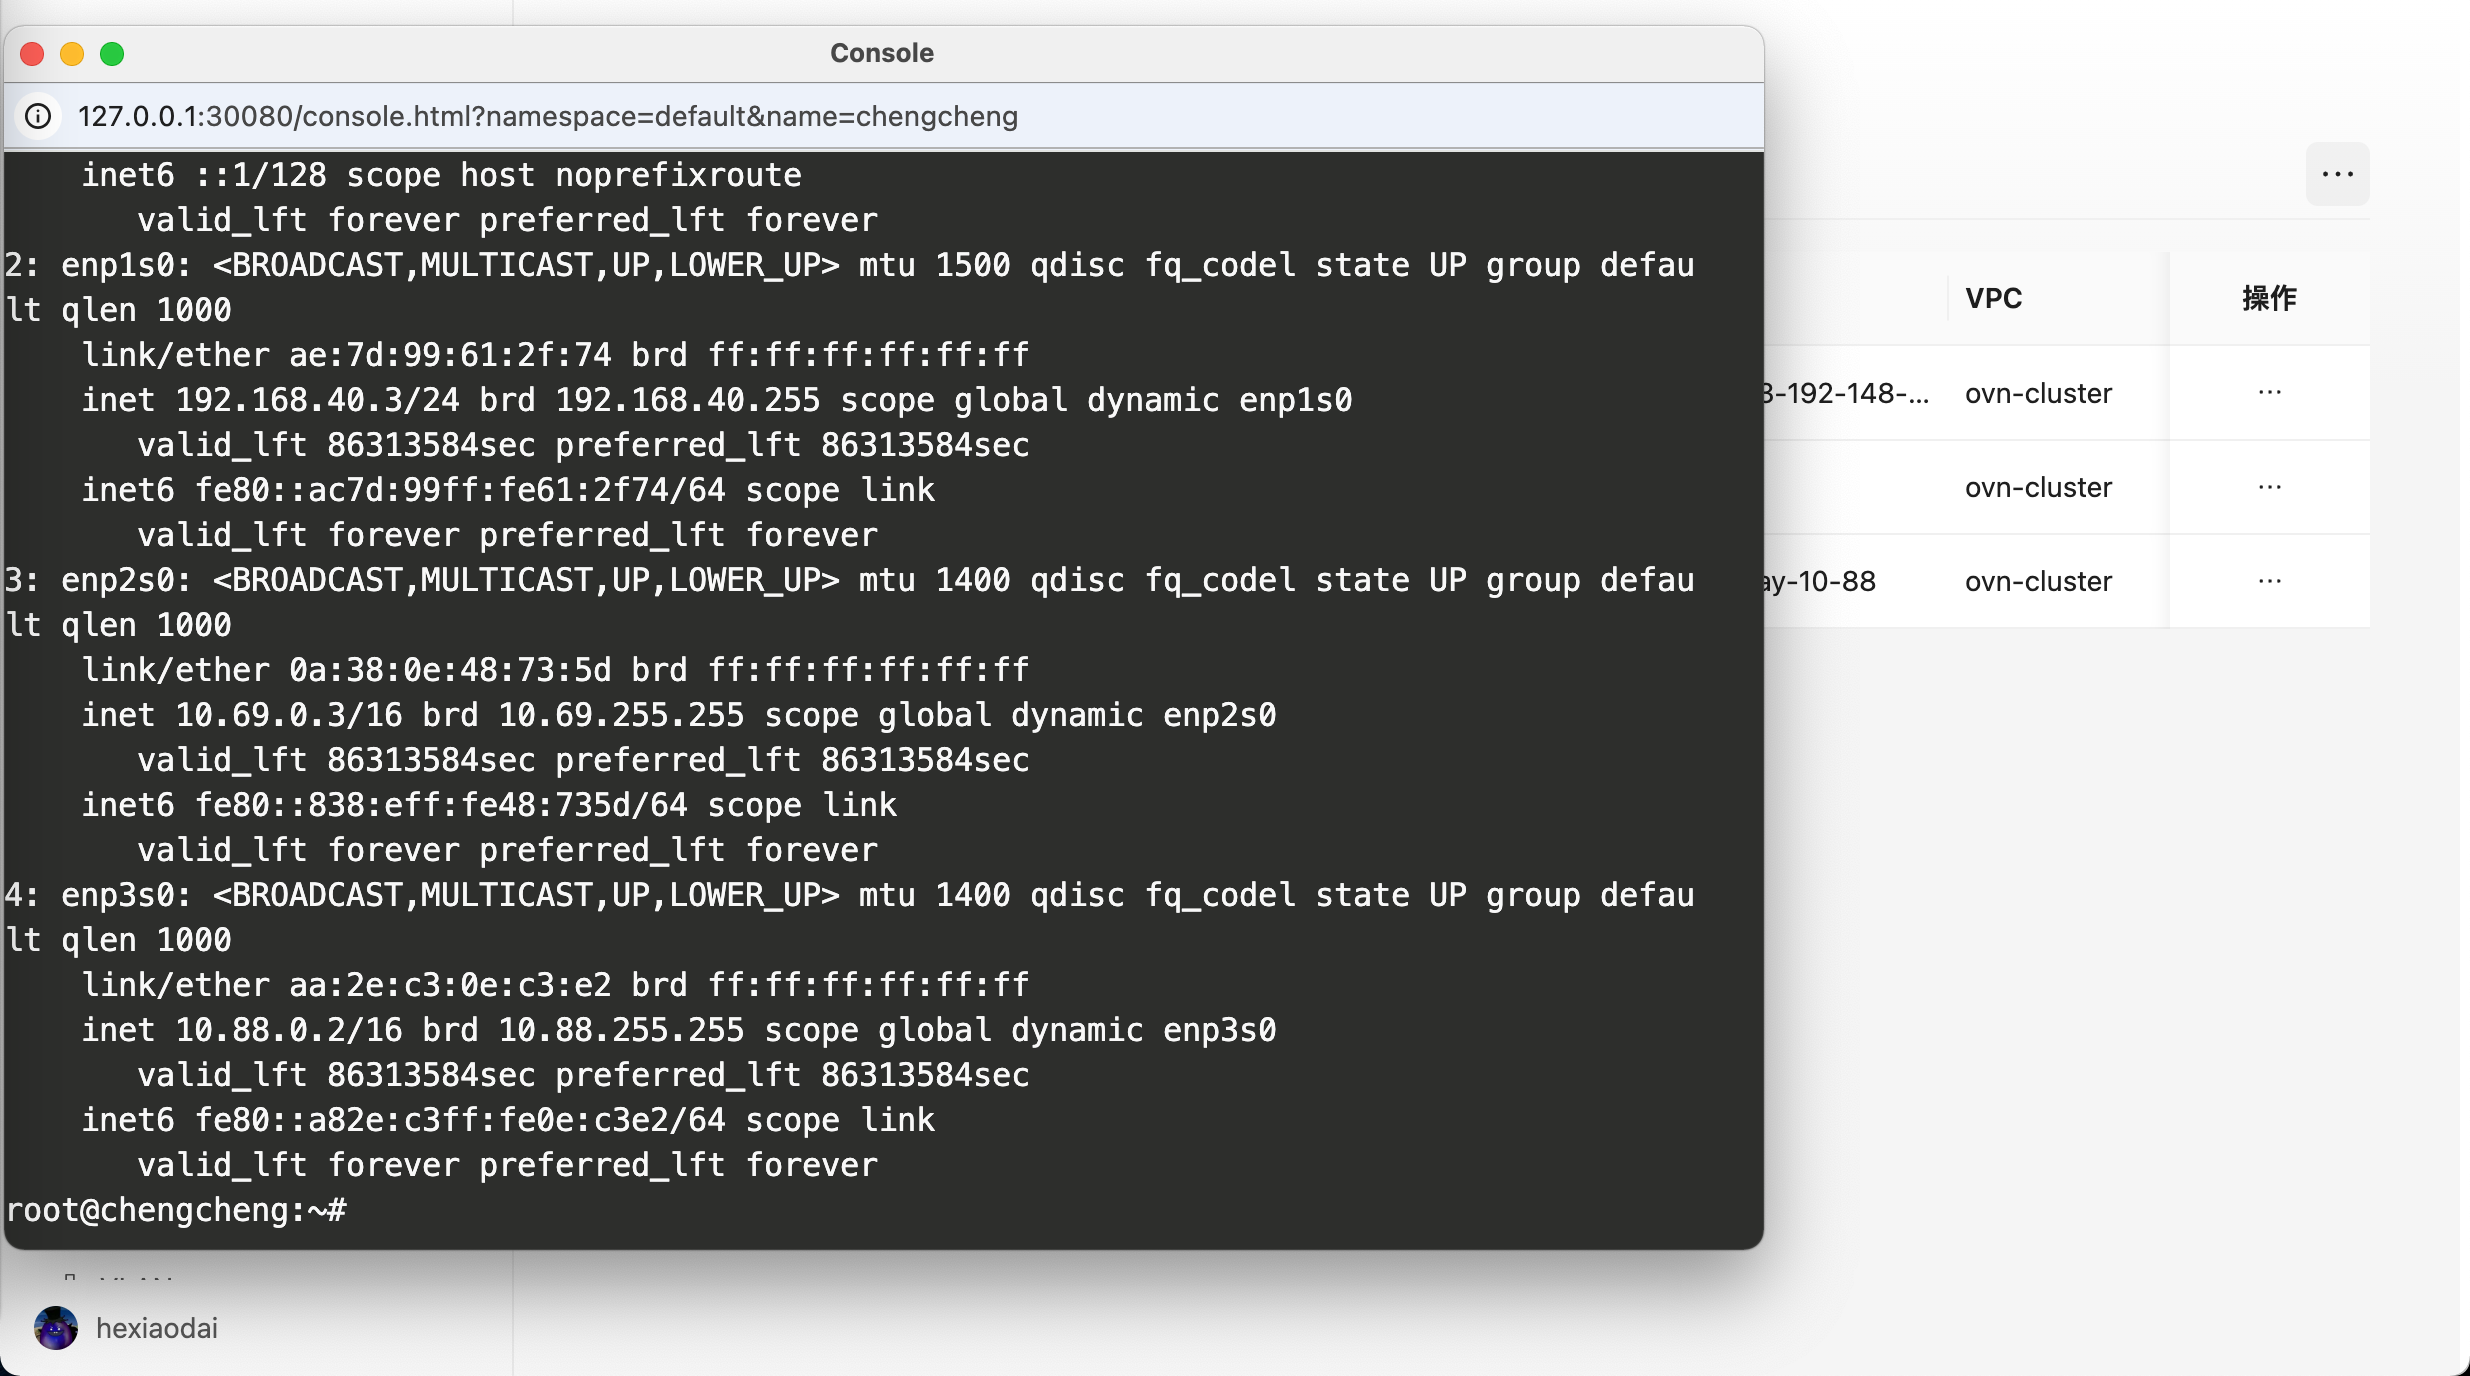 Console
127.0.0.1:30080/console.html?namespace=default&name=chengcheng
inet6 ::1/128 scope host noprefixroute
valid_lft forever preferred_lft forever
2: enp1s0: <BROADCAST,MULTICAST,UP,LOWER_UP> mtu 1500 qdisc fq_codel state UP group defau
lt qlen 1000
link/ether ae:7d:99:61:2f:74 brd ff:ff:ff:ff:ff:ff
inet 192.168.40.3/24 brd 192.168.40.255 scope global dynamic enp1s0
valid_lft 86313584sec preferred_lft 86313584sec
inet6 fe80::ac7d:99ff:fe61:2f74/64 scope link
valid_lft forever preferred_lft forever
3: enp2s0: <BROADCAST,MULTICAST,UP,LOWER_UP> mtu 1400 qdisc fq_codel state UP group defau
lt qlen 1000
link/ether 0a:38:0e:48:73:5d brd ff:ff:ff:ff:ff:ff
inet 10.69.0.3/16 brd 10.69.255.255 scope global dynamic enp2s0
valid_lft 86313584sec preferred_lft 86313584sec
inet6 fe80::838:eff:fe48:735d/64 scope link
valid_lft forever preferred_lft forever
4: enp3s0: <BROADCAST,MULTICAST,UP,LOWER_UP> mtu 1400 qdisc fq_codel state UP group defau
lt qlen 1000
link/ether aa:2e:c3:0e:c3:e2 brd ff:ff:ff:ff:ff:ff
inet 10.88.0.2/16 brd 10.88.255.255 scope global dynamic enp3s0
valid_lft 86313584sec preferred_lft 86313584sec
inet6 fe80::a82e:c3ff:fe0e:c3e2/64 scope link
valid_lft forever preferred_lft forever
root@chengcheng:~#
VPC 操作
-192-148-... ovn-cluster ...
ovn-cluster ...
ay-10-88 ovn-cluster ...
hexiaodai